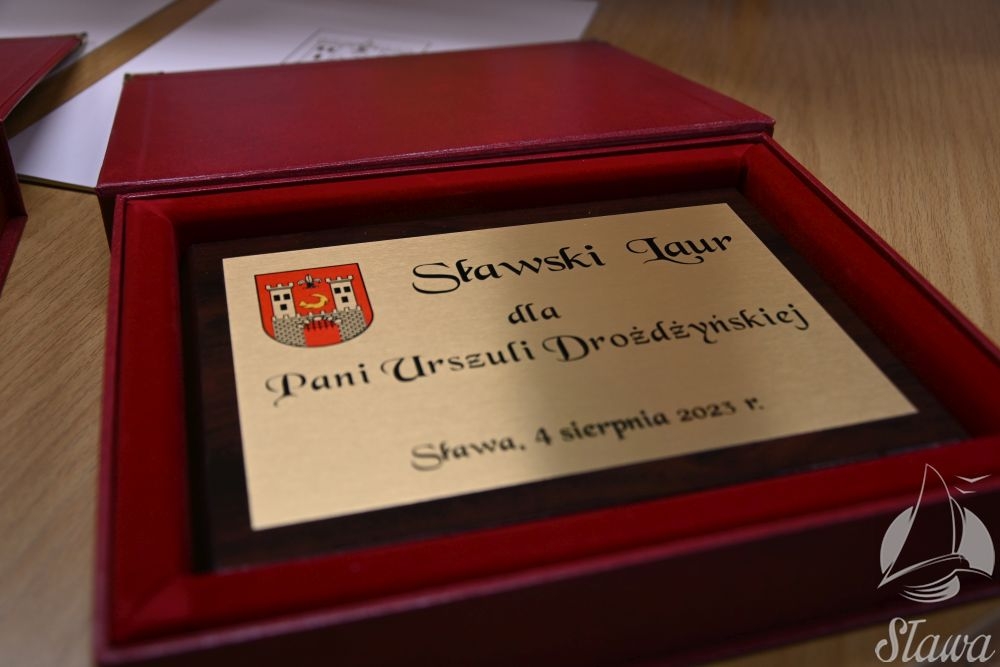 Sławski Laur
dla
Pani Urszuli Drożdżyńskiej
Sława, 4 sierpnia 2023 r.
Sława